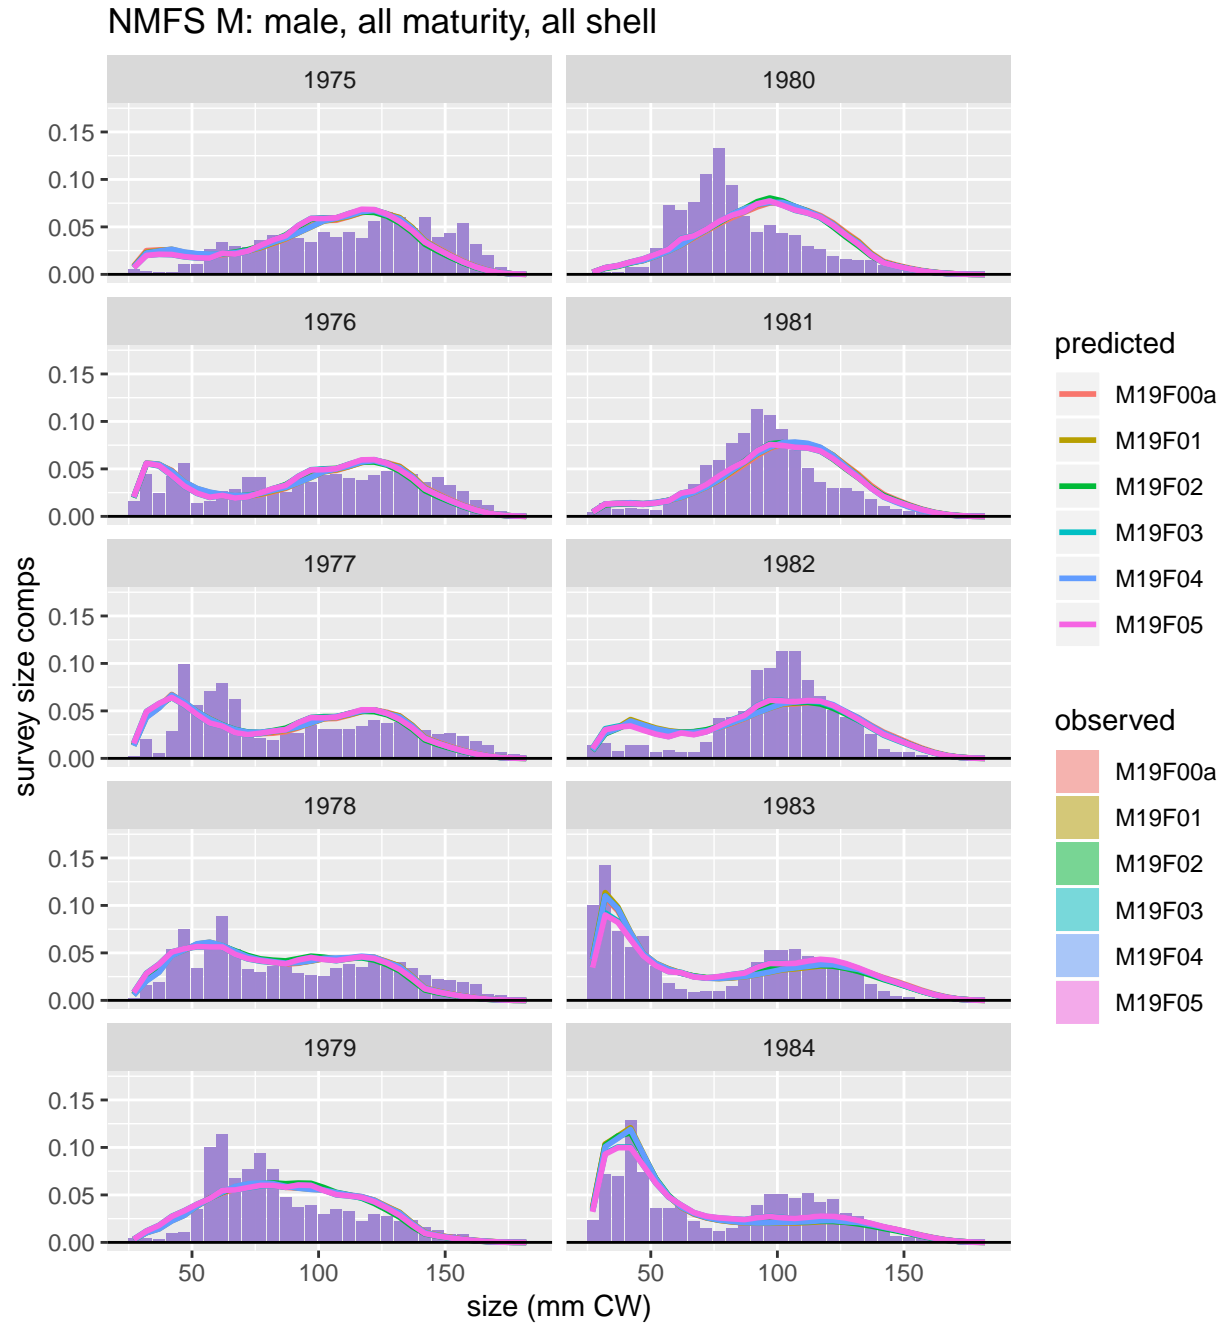 NMFS M: male, all maturity, all shell
1975
1980
0.15
0.10
0.05
0.00
1976
1981
0.15
0.10
0.05
0.00
1977
1982
0.15
0.10
0.05
0.00
1978
1983
0.15
0.10
0.05
0.00
1979
1984
0.15
0.10
0.05
0.00
50
100
150
50
100
150
size (mm CW)
survey size comps
predicted
M19F00a
M19F01
M19F02
M19F03
M19F04
M19F05
observed
M19F00a
M19F01
M19F02
M19F03
M19F04
M19F05